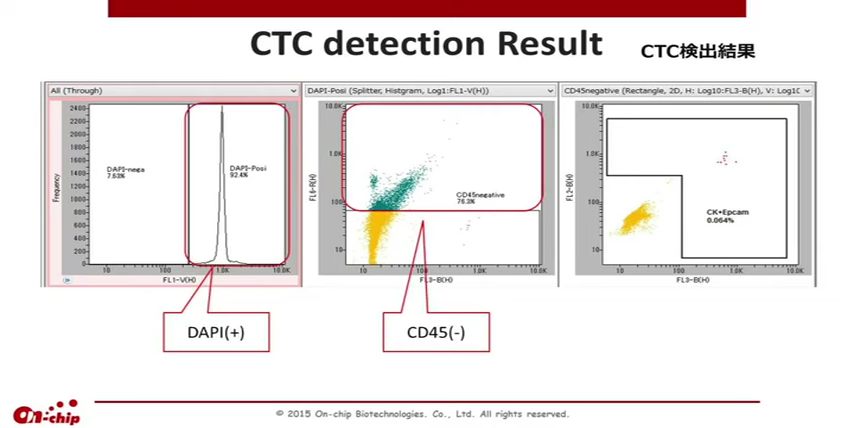 CTC detection Result CTC検出結果
All (Through)
DAPI-Posi (Splitter, Histgram, Log1:FL1-V(H))
CD45negative (Rectangle, 2D, H: Log10:FL3-B(H), V: Log1C
2400
2200
2000
1800
1600
1400
1200
1000
800
600
400
200
0
Frequency
DAPI-nega
7.63%
DAPI-Posi
92.4%
10
100
1.0K
10.0K
FL1-V(H)
10.0K
1.0K
100
10
FL6-R(H)
CD45negative
76.3%
10
100
1.0K
10.0K
FL3-B(H)
10.0K
1.0K
100
10
FL2-B(H)
CK+Epcam
0.064%
10
100
1.0K
10.0K
FL3-B(H)
DAPI(+)
CD45(-)
On-chip
© 2015 On-chip Biotechnologies. Co., Ltd. All rights reserved.